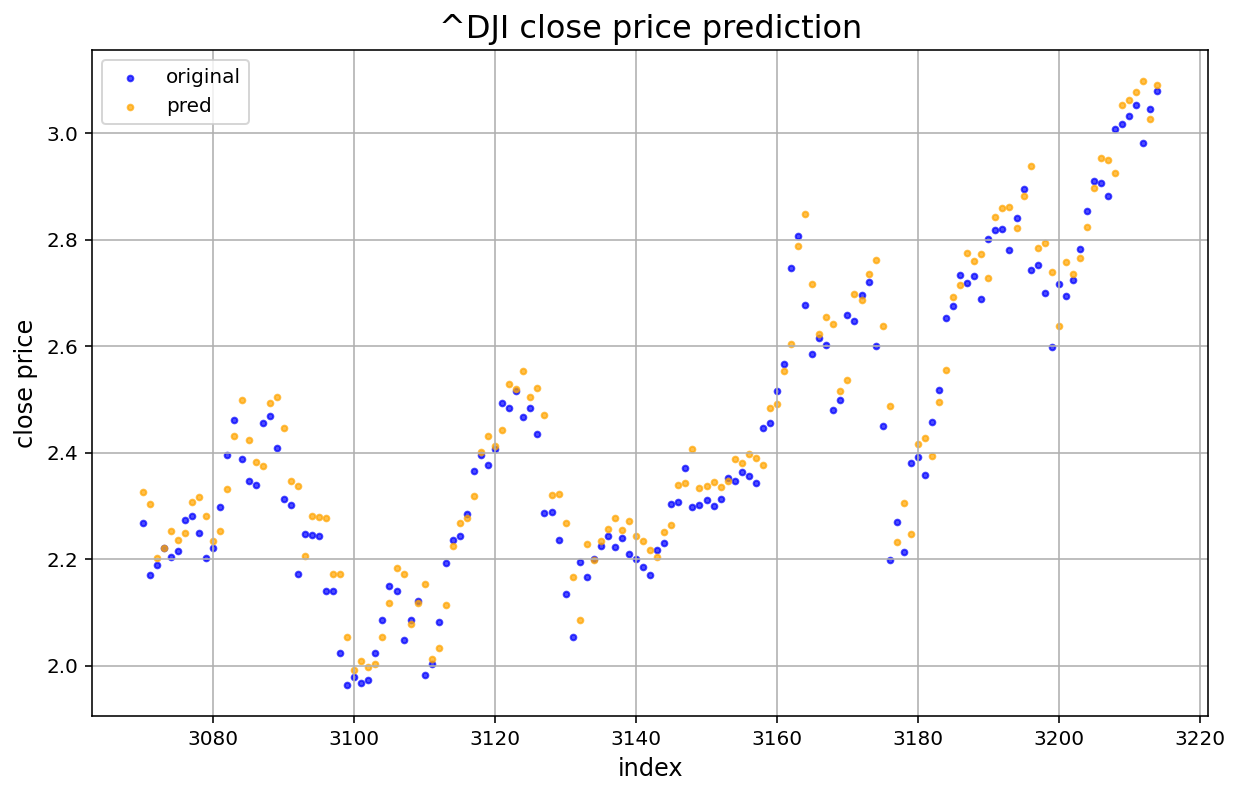 ^DJI close price prediction
original
pred
close price
3.0
2.8
2.6
2.4
2.2
2.0
3080 3100 3120 3140 3160 3180 3200 3220
index